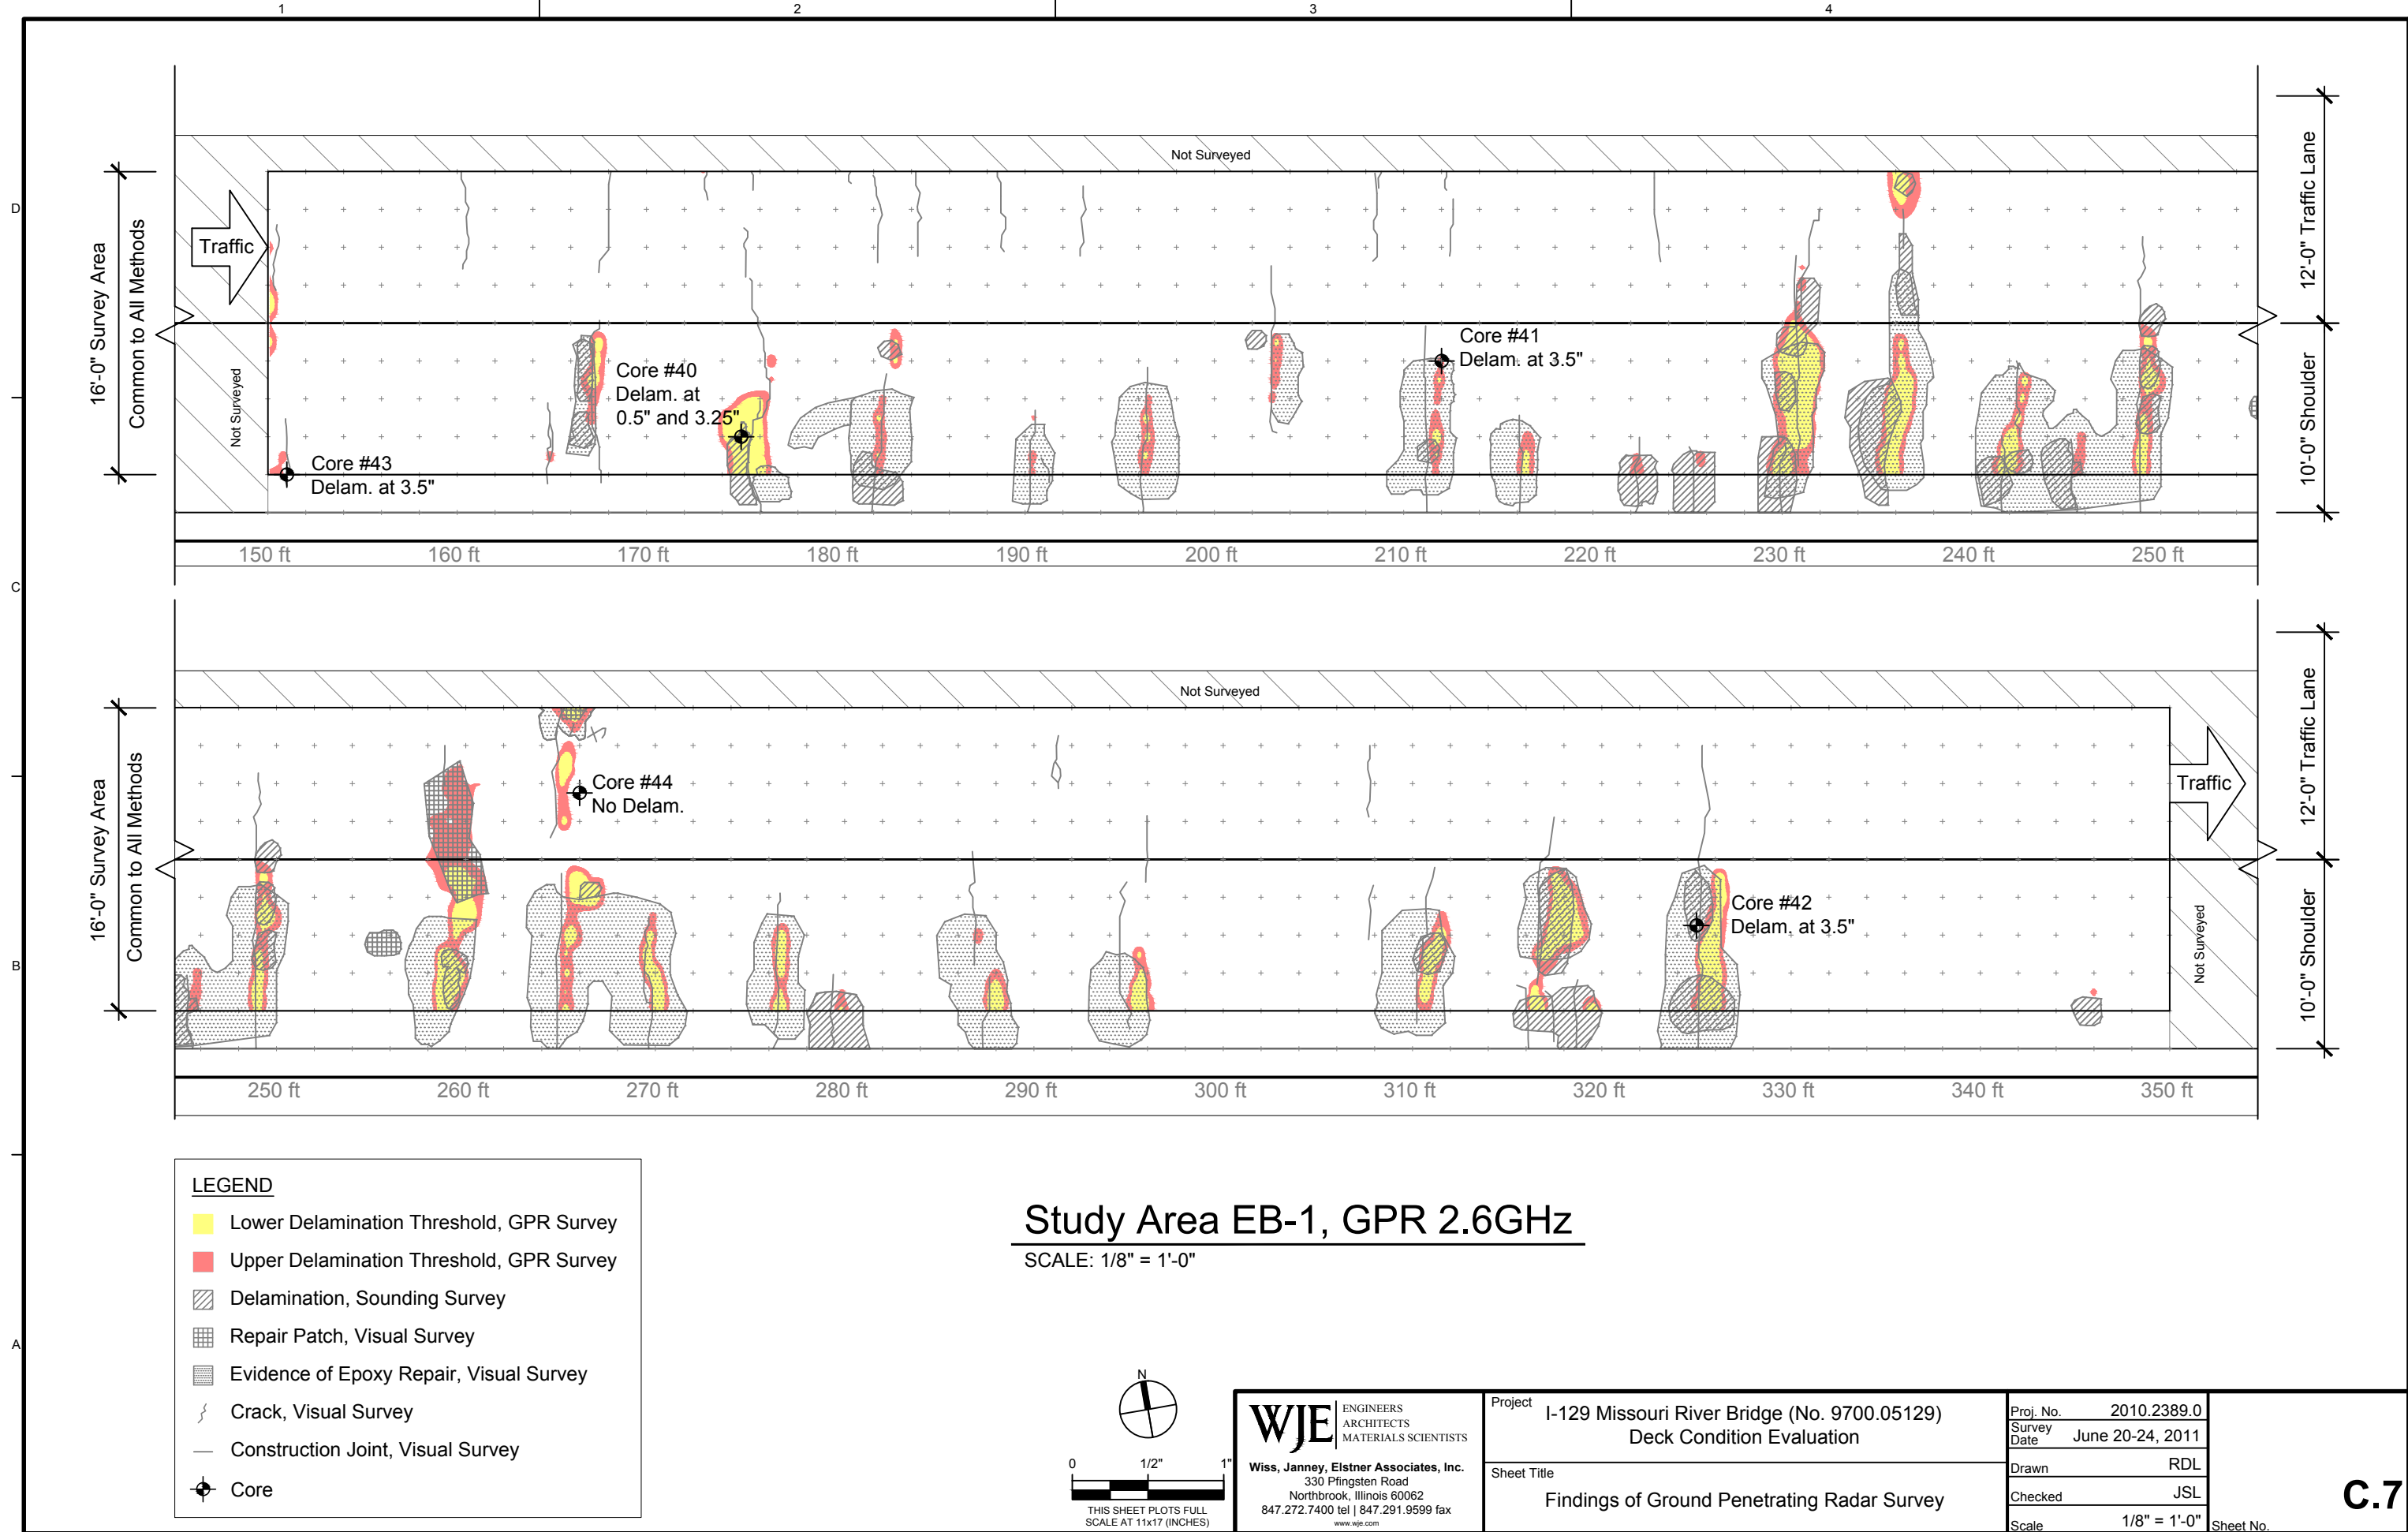 1 2 3 4
D
C
B
A
Not Surveyed
12'-0" Traffic Lane
16'-0" Survey Area
Common to All Methods
Traffic
Not Surveyed
10'-0" Shoulder
Core #40
Delam. at
0.5" and 3.25"
Core #41
Delam. at 3.5"
Core #43
Delam. at 3.5"
150 ft 160 ft 170 ft 180 ft 190 ft 200 ft 210 ft 220 ft 230 ft 240 ft 250 ft
Not Surveyed
12'-0" Traffic Lane
16'-0" Survey Area
Common to All Methods
Core #44
No Delam.
Traffic
Core #42
Delam. at 3.5"
Not Surveyed
10'-0" Shoulder
250 ft 260 ft 270 ft 280 ft 290 ft 300 ft 310 ft 320 ft 330 ft 340 ft 350 ft
LEGEND
Lower Delamination Threshold, GPR Survey
Upper Delamination Threshold, GPR Survey
Delamination, Sounding Survey
Repair Patch, Visual Survey
Evidence of Epoxy Repair, Visual Survey
Crack, Visual Survey
Construction Joint, Visual Survey
Core
Study Area EB-1, GPR 2.6GHz
SCALE: 1/8" = 1'-0"
N
0 1/2" 1"
THIS SHEET PLOTS FULL
SCALE AT 11x17 (INCHES)
WJE
ENGINEERS
ARCHITECTS
MATERIALS SCIENTISTS
Wiss, Janney, Elstner Associates, Inc.
330 Pfingsten Road
Northbrook, Illinois 60062
847.272.7400 tel | 847.291.9599 fax
www.wje.com
Project
I-129 Missouri River Bridge (No. 9700.05129)
Deck Condition Evaluation
Sheet Title
Findings of Ground Penetrating Radar Survey
Proj. No. 2010.2389.0
Survey
Date June 20-24, 2011
Drawn RDL
Checked JSL
Scale 1/8" = 1'-0"
Sheet No.
C.7